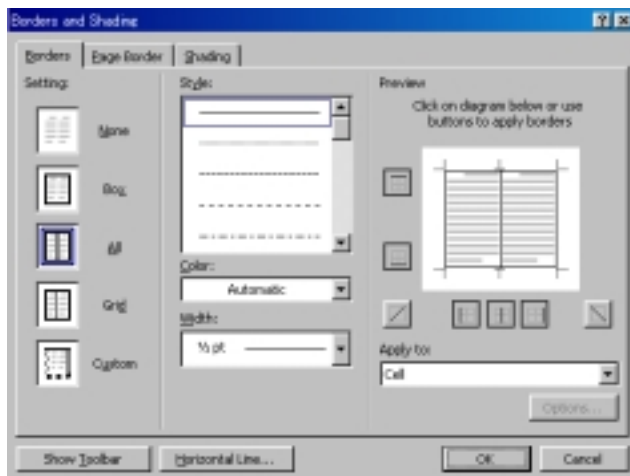 Borders and Shading
Borders
Page Border
Shading
Setting:
None
Box
All
Grid
Custom
Style:
Color:
Automatic
Width:
½ pt
Preview
Click on diagram below or use
buttons to apply borders
Apply to:
Cell
Options...
Show Toolbar
Horizontal Line...
OK
Cancel